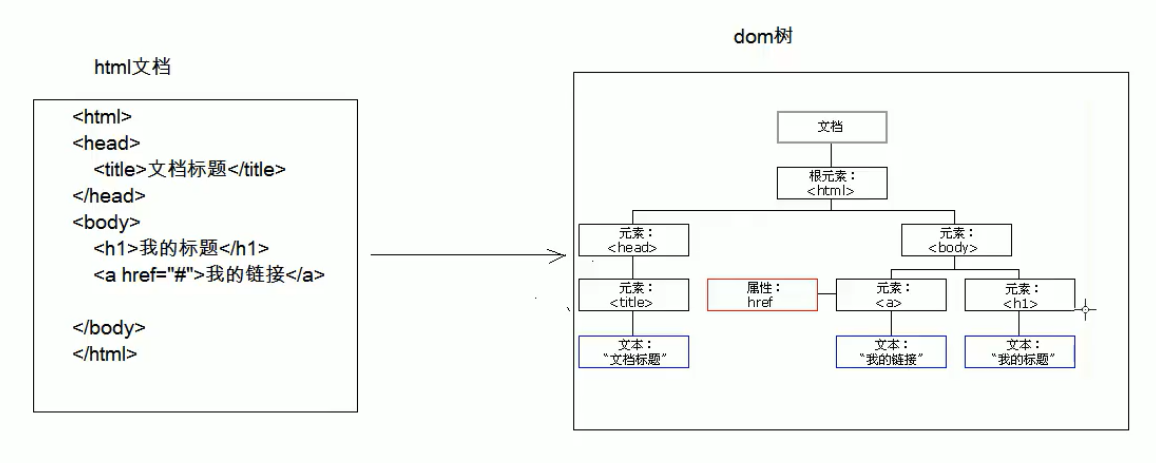 html文档
<html>
<head>
<title>文档标题</title>
</head>
<body>
<h1>我的标题</h1>
<a href="#">我的链接</a>
</body>
</html>
dom树
文档
根元素：
<html>
元素：
<head>
元素：
<body>
元素：
<title>
属性：
href
元素：
<a>
元素：
<h1>
文本：
“文档标题”
文本：
“我的链接”
文本：
“我的标题”